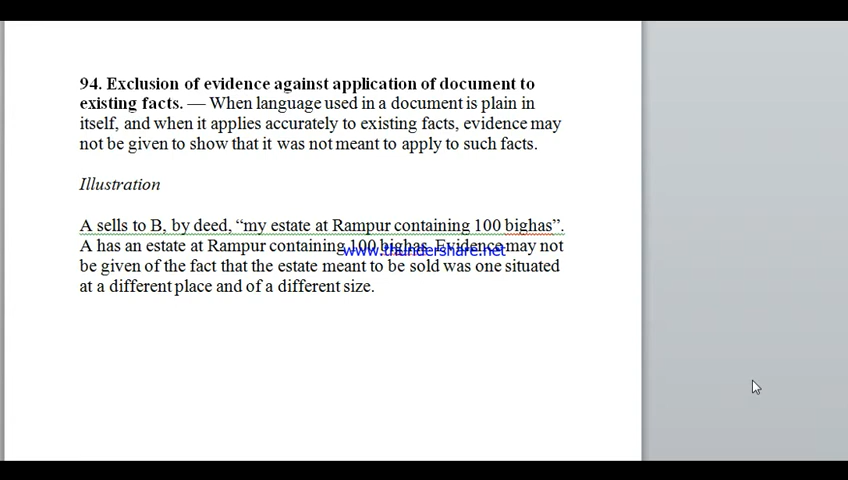 94. Exclusion of evidence against application of document to
existing facts. — When language used in a document is plain in
itself, and when it applies accurately to existing facts, evidence may
not be given to show that it was not meant to apply to such facts.
Illustration
A sells to B, by deed, “my estate at Rampur containing 100 bighas”.
A has an estate at Rampur containing 100 bighas. Evidence may not
www.thundershare.net
be given of the fact that the estate meant to be sold was one situated
at a different place and of a different size.